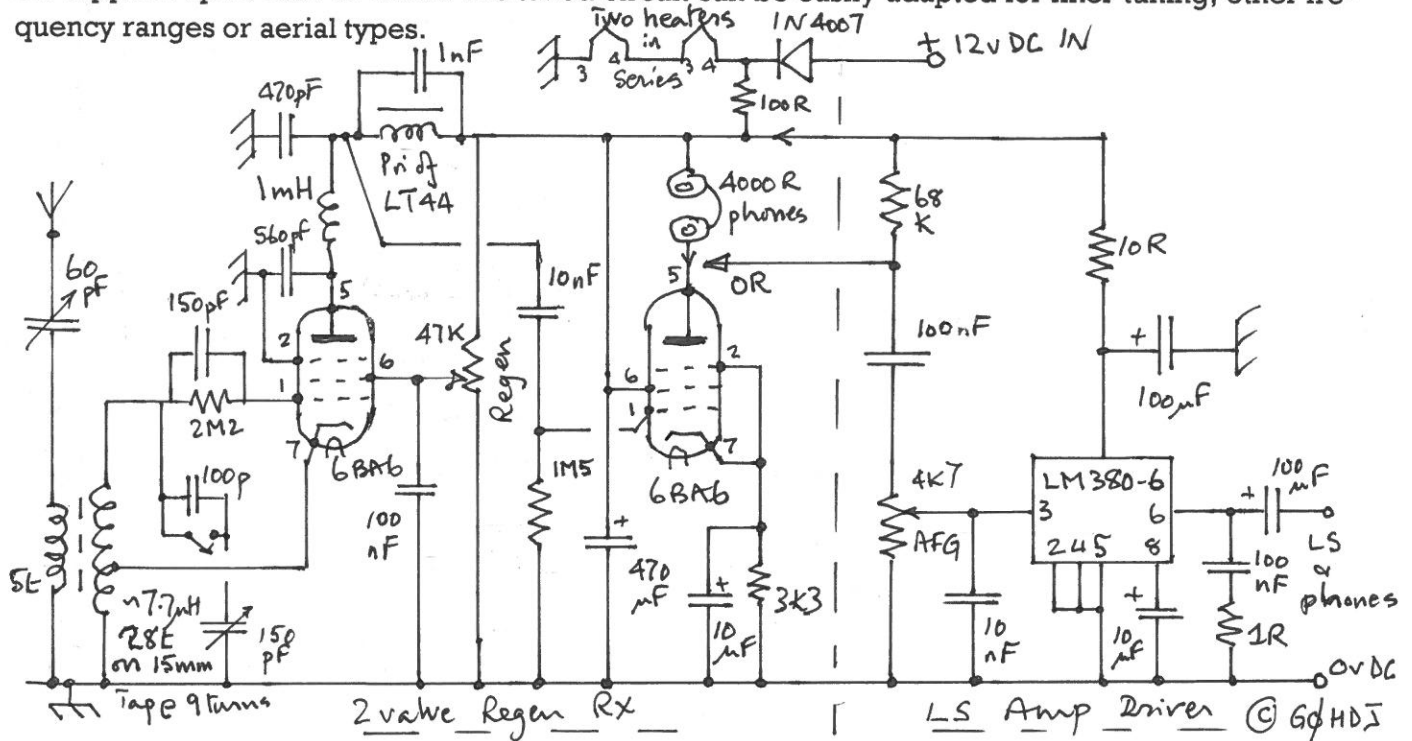 quency ranges or aerial types.
Two heaters
in
series
3 4 3 4
1N4007
+ 12v DC IN
100R
1nF
470pF
Pri of
LT44
1mH
560pf
60
pF
150pF
5
2
1
6
7
2M2
6BA6
100p
5t
~7.7µH
28t
on 15mm
Tap @ 9 turns
150
pF
100
nF
47K
Regen
10nF
1M5
4000R
phones
5
OR
6
1
2
7
6BA6
470
µF
+
+
10
µF
3K3
68
K
100nF
4K7
AFG
10
nF
10R
+
100µF
LM380-6
3
6
2 4 5 8
+
10
µF
+
100
µF
100
nF
1R
LS
or
phones
0v DC
2 valve Regen Rx
LS Amp Driver © GØHDJ